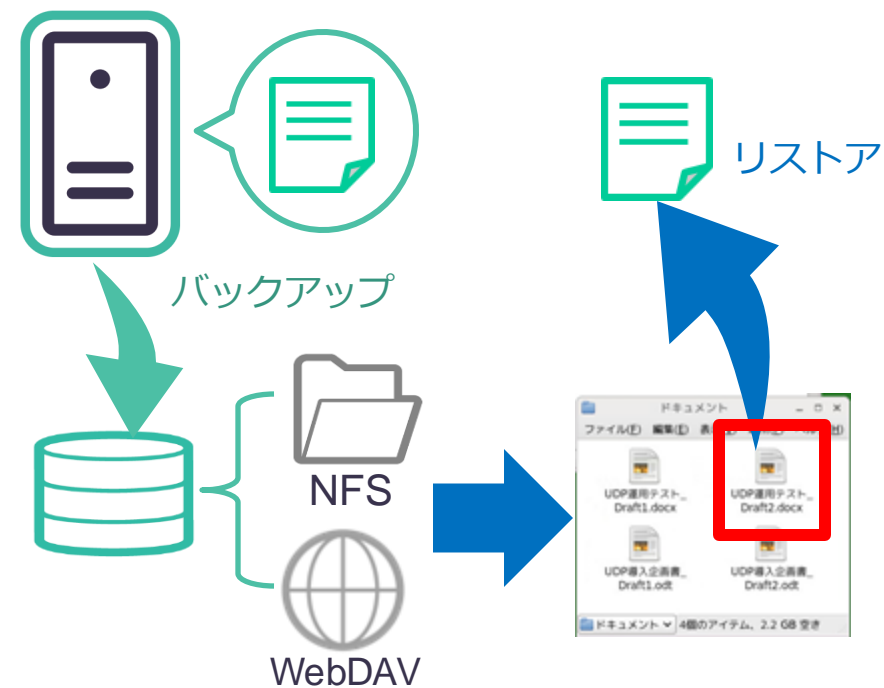 リストア
バックアップ
NFS
WebDAV
ドキュメント
ファイル(F) 編集(E)
UDP運用テスト_
Draft1.docx
UDP運用テスト_
Draft2.docx
UDP導入企画書_
Draft1.odt
UDP導入企画書_
Draft2.odt
ドキュメント 4個のアイテム、2.2 GB 空き